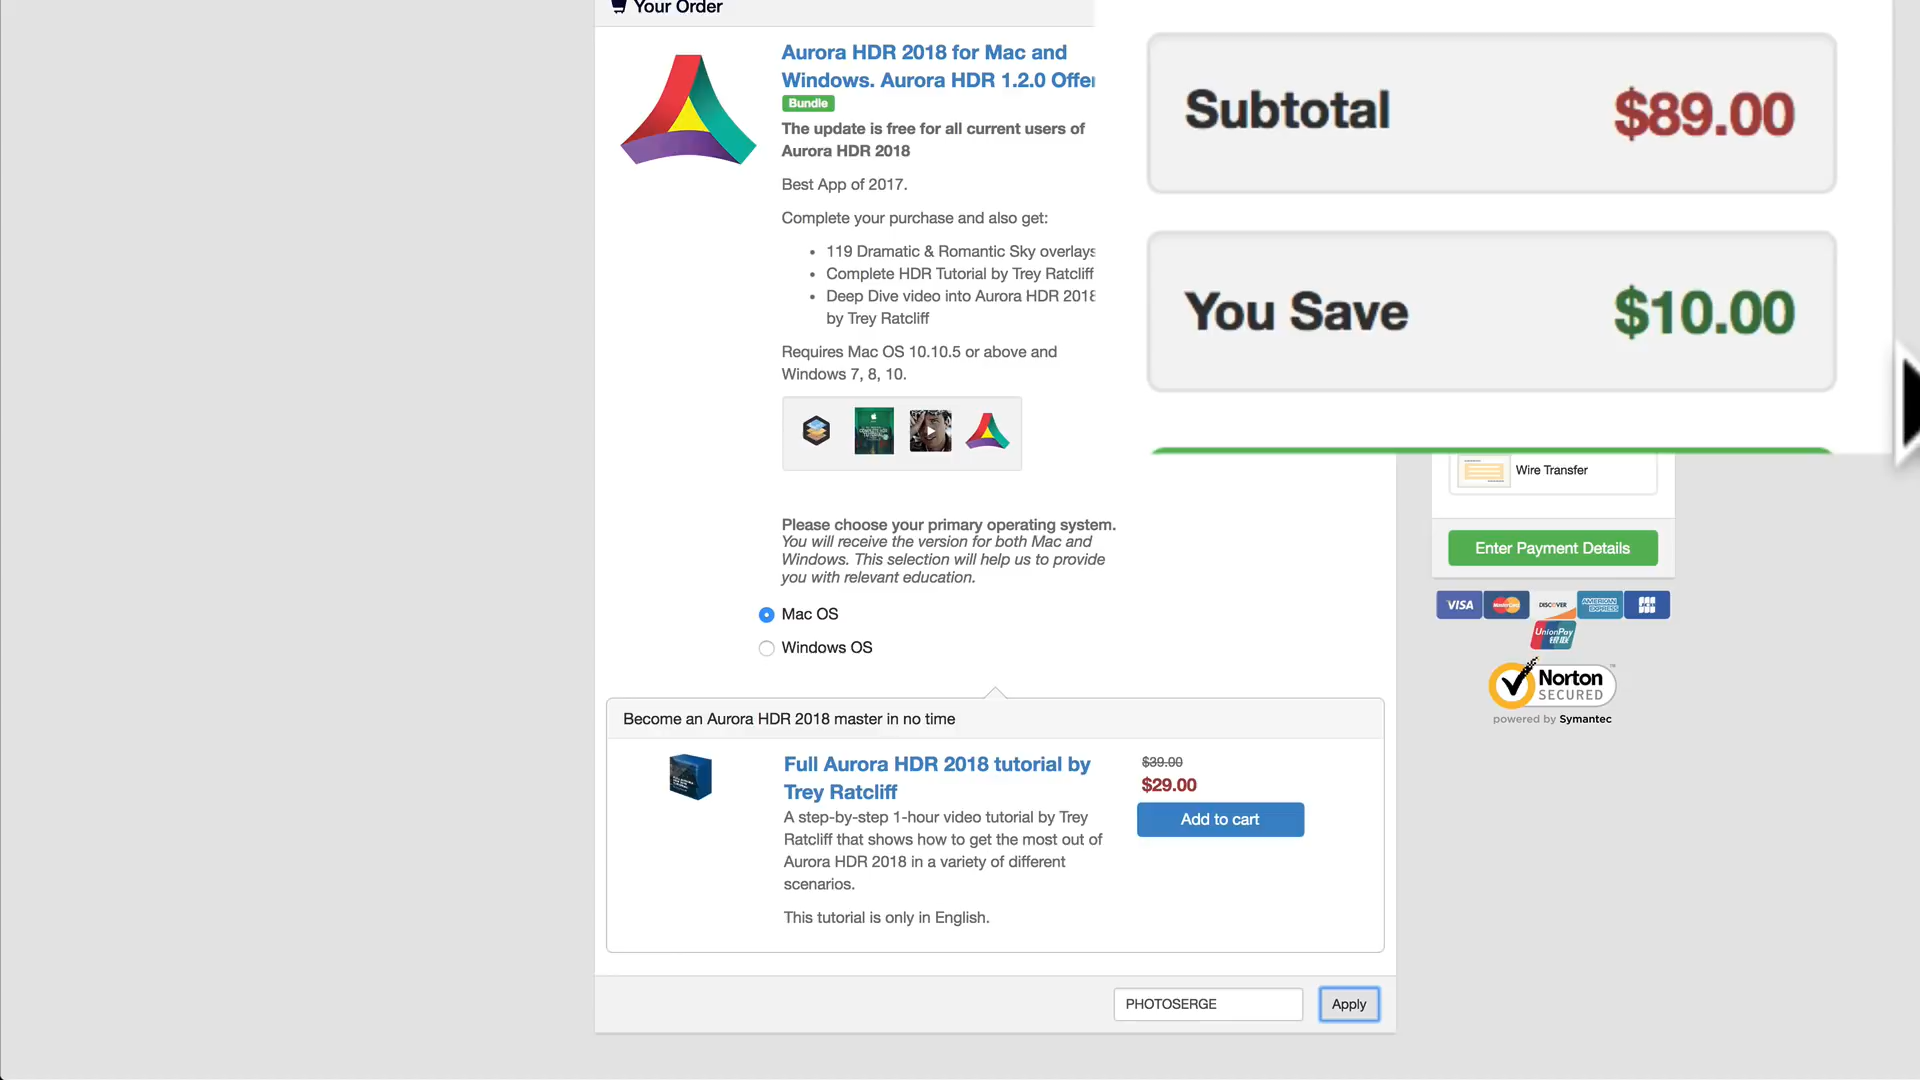 Your Order
Aurora HDR 2018 for Mac and
Windows. Aurora HDR 1.2.0 Offer
Bundle
The update is free for all current users of
Aurora HDR 2018
Best App of 2017.
Complete your purchase and also get:
• 119 Dramatic & Romantic Sky overlays
• Complete HDR Tutorial by Trey Ratcliff
• Deep Dive video into Aurora HDR 2018
by Trey Ratcliff
Requires Mac OS 10.10.5 or above and
Windows 7, 8, 10.
Subtotal $89.00
You Save $10.00
Wire Transfer
Enter Payment Details
VISA MasterCard DISCOVER AMERICAN EXPRESS JCB
UnionPay 银联
Norton
SECURED
powered by Symantec
Please choose your primary operating system.
You will receive the version for both Mac and
Windows. This selection will help us to provide
you with relevant education.
Mac OS
Windows OS
Become an Aurora HDR 2018 master in no time
Full Aurora HDR 2018 tutorial by
Trey Ratcliff
A step-by-step 1-hour video tutorial by Trey
Ratcliff that shows how to get the most out of
Aurora HDR 2018 in a variety of different
scenarios.
This tutorial is only in English.
$39.00
$29.00
Add to cart
PHOTOSERGE
Apply